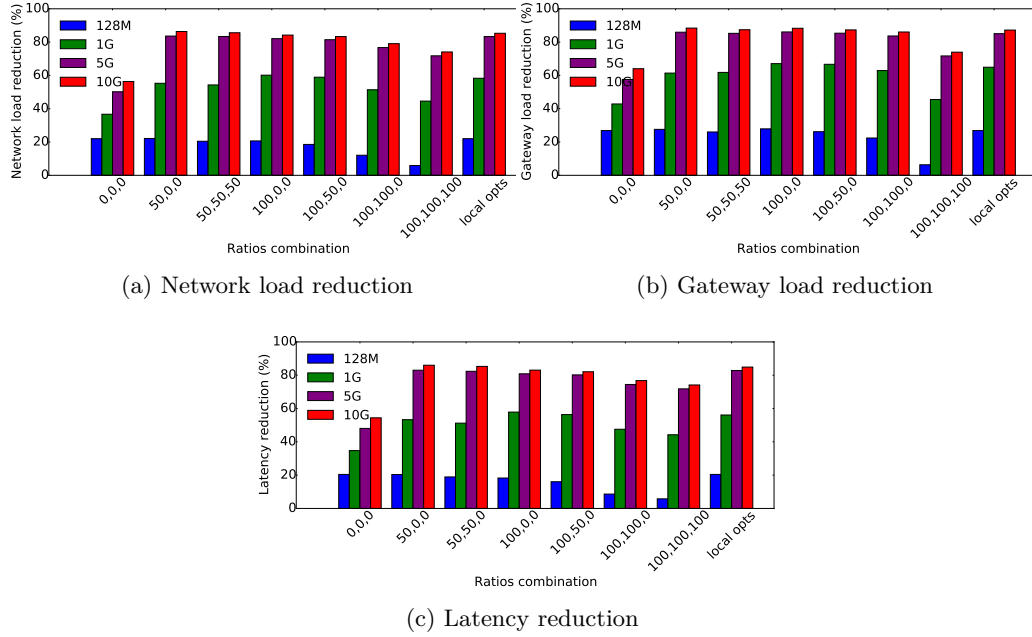 Network load reduction (%)
100
80
60
40
20
0
128M
1G
5G
10G
0,0,0
50,0,0
50,50,50
100,0,0
100,50,0
100,100,0
100,100,100
local opts
Ratios combination
(a) Network load reduction
Gateway load reduction (%)
100
80
60
40
20
0
128M
1G
5G
10G
0,0,0
50,0,0
50,50,50
100,0,0
100,50,0
100,100,0
100,100,100
local opts
Ratios combination
(b) Gateway load reduction
Latency reduction (%)
100
80
60
40
20
0
128M
1G
5G
10G
0,0,0
50,0,0
50,50,0
100,0,0
100,50,0
100,100,0
100,100,100
local opts
Ratios combination
(c) Latency reduction